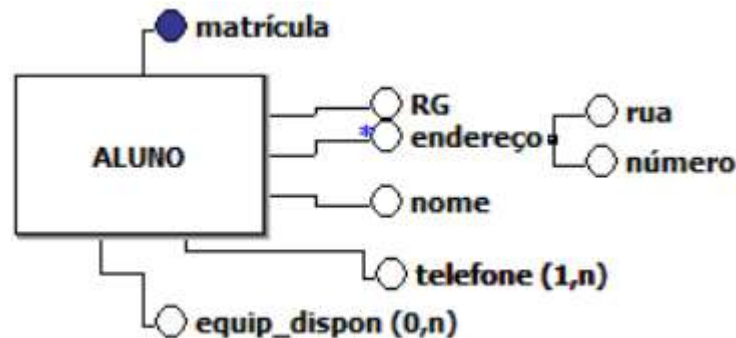 matrícula
ALUNO
RG
* endereço
rua
número
nome
telefone (1,n)
equip_dispon (0,n)